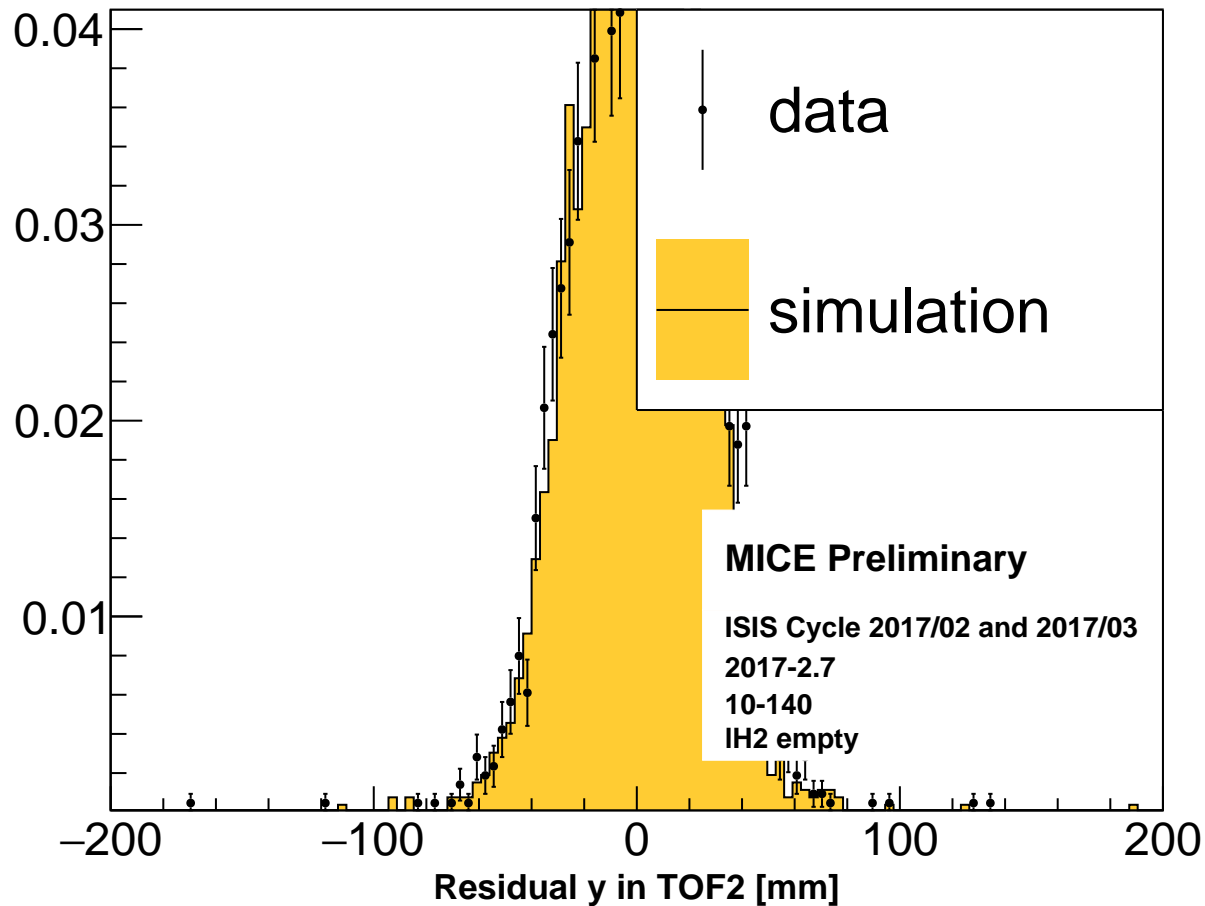 0.04
0.03
0.02
0.01
data
simulation
MICE Preliminary
ISIS Cycle 2017/02 and 2017/03
2017-2.7
10-140
IH2 empty
−200 −100 0 100 200
Residual y in TOF2 [mm]